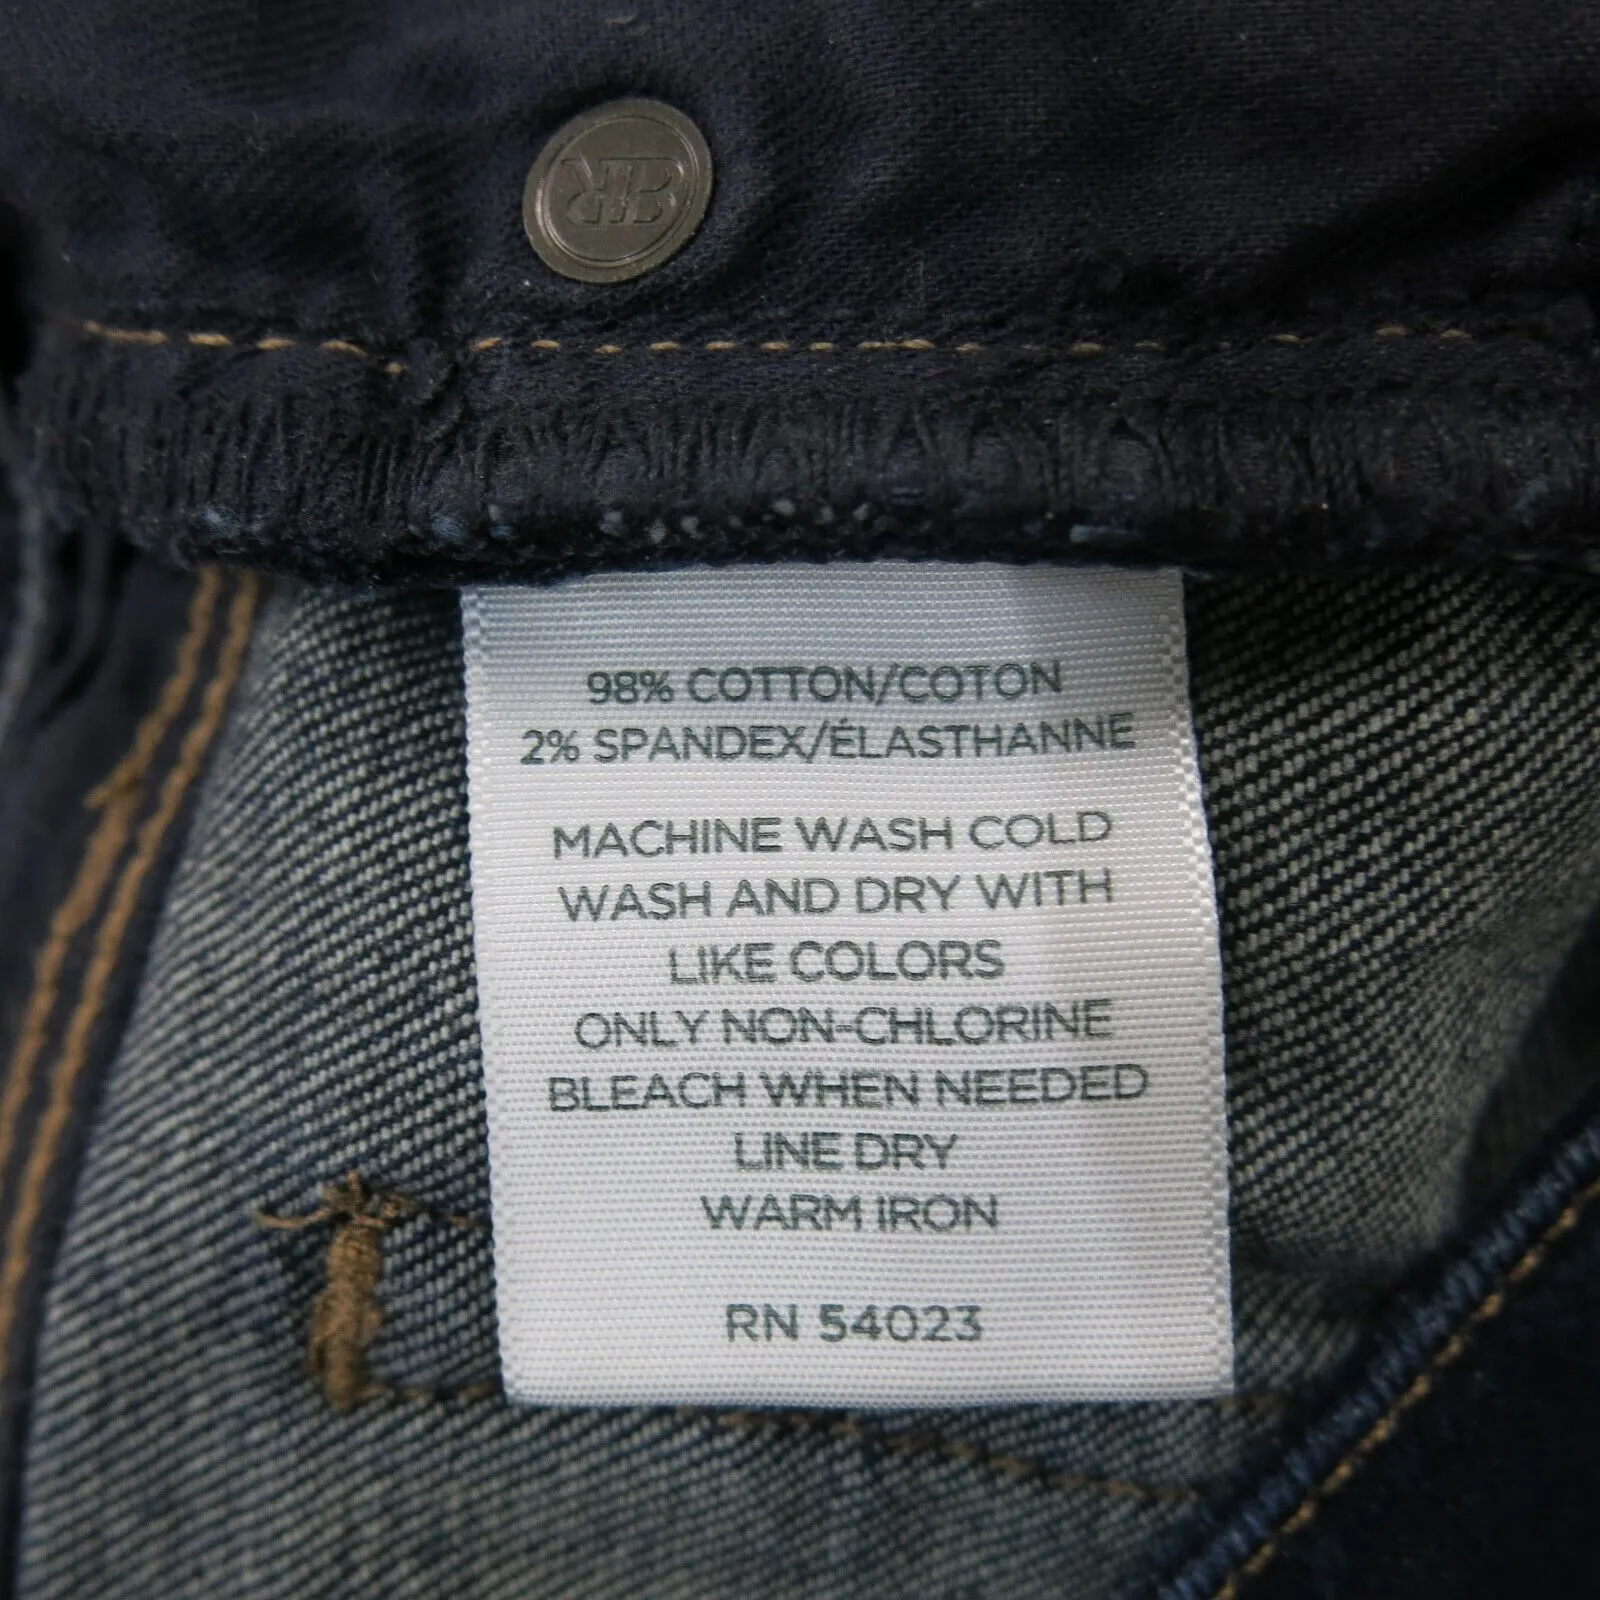 98% COTTON/COTON
2% SPANDEX/ÉLASTHANNE
MACHINE WASH COLD
WASH AND DRY WITH
LIKE COLORS
ONLY NON-CHLORINE
BLEACH WHEN NEEDED
LINE DRY
WARM IRON
RN 54023